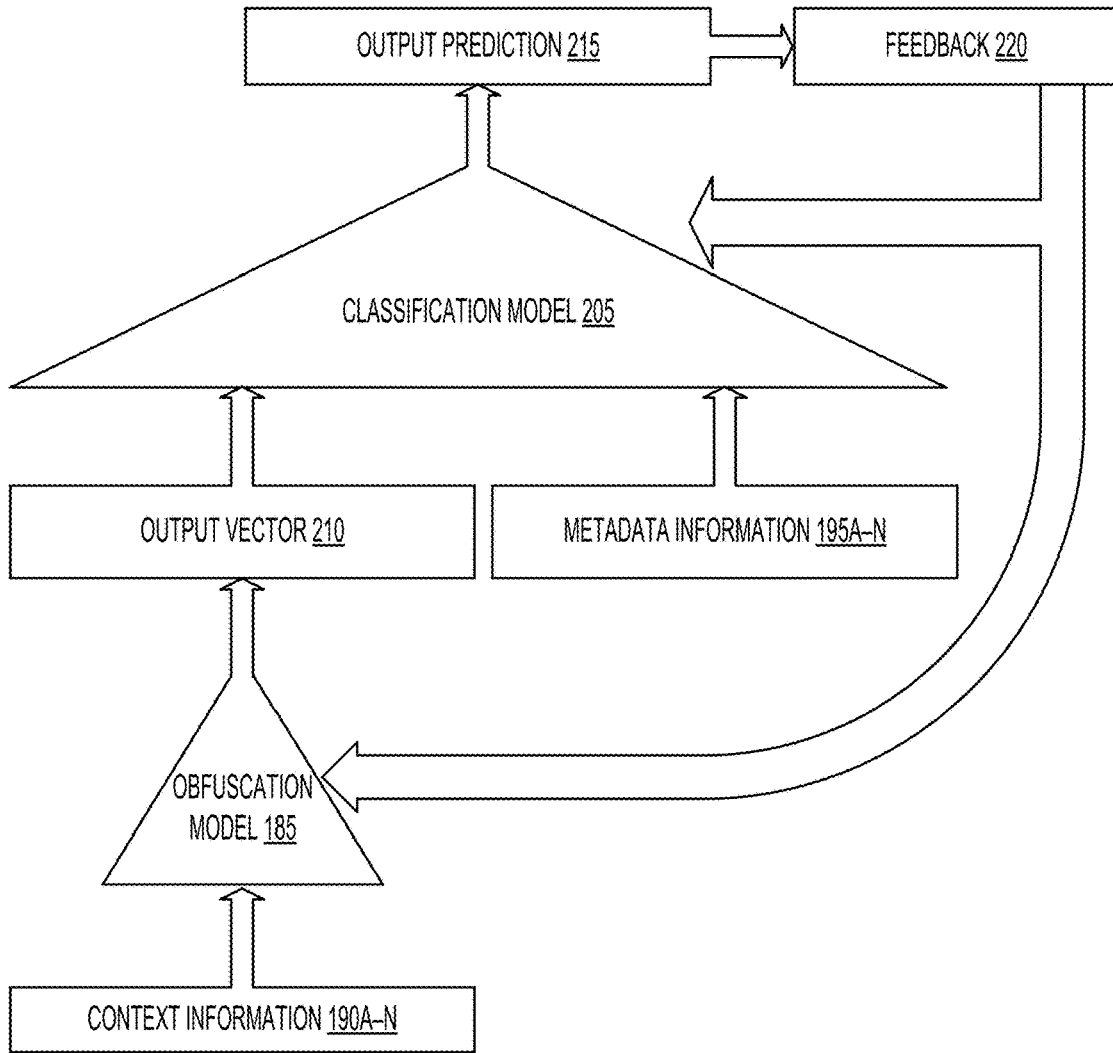 OUTPUT PREDICTION 215
FEEDBACK 220
CLASSIFICATION MODEL 205
OUTPUT VECTOR 210
METADATA INFORMATION 195A–N
OBFUSCATION
MODEL 185
CONTEXT INFORMATION 190A–N